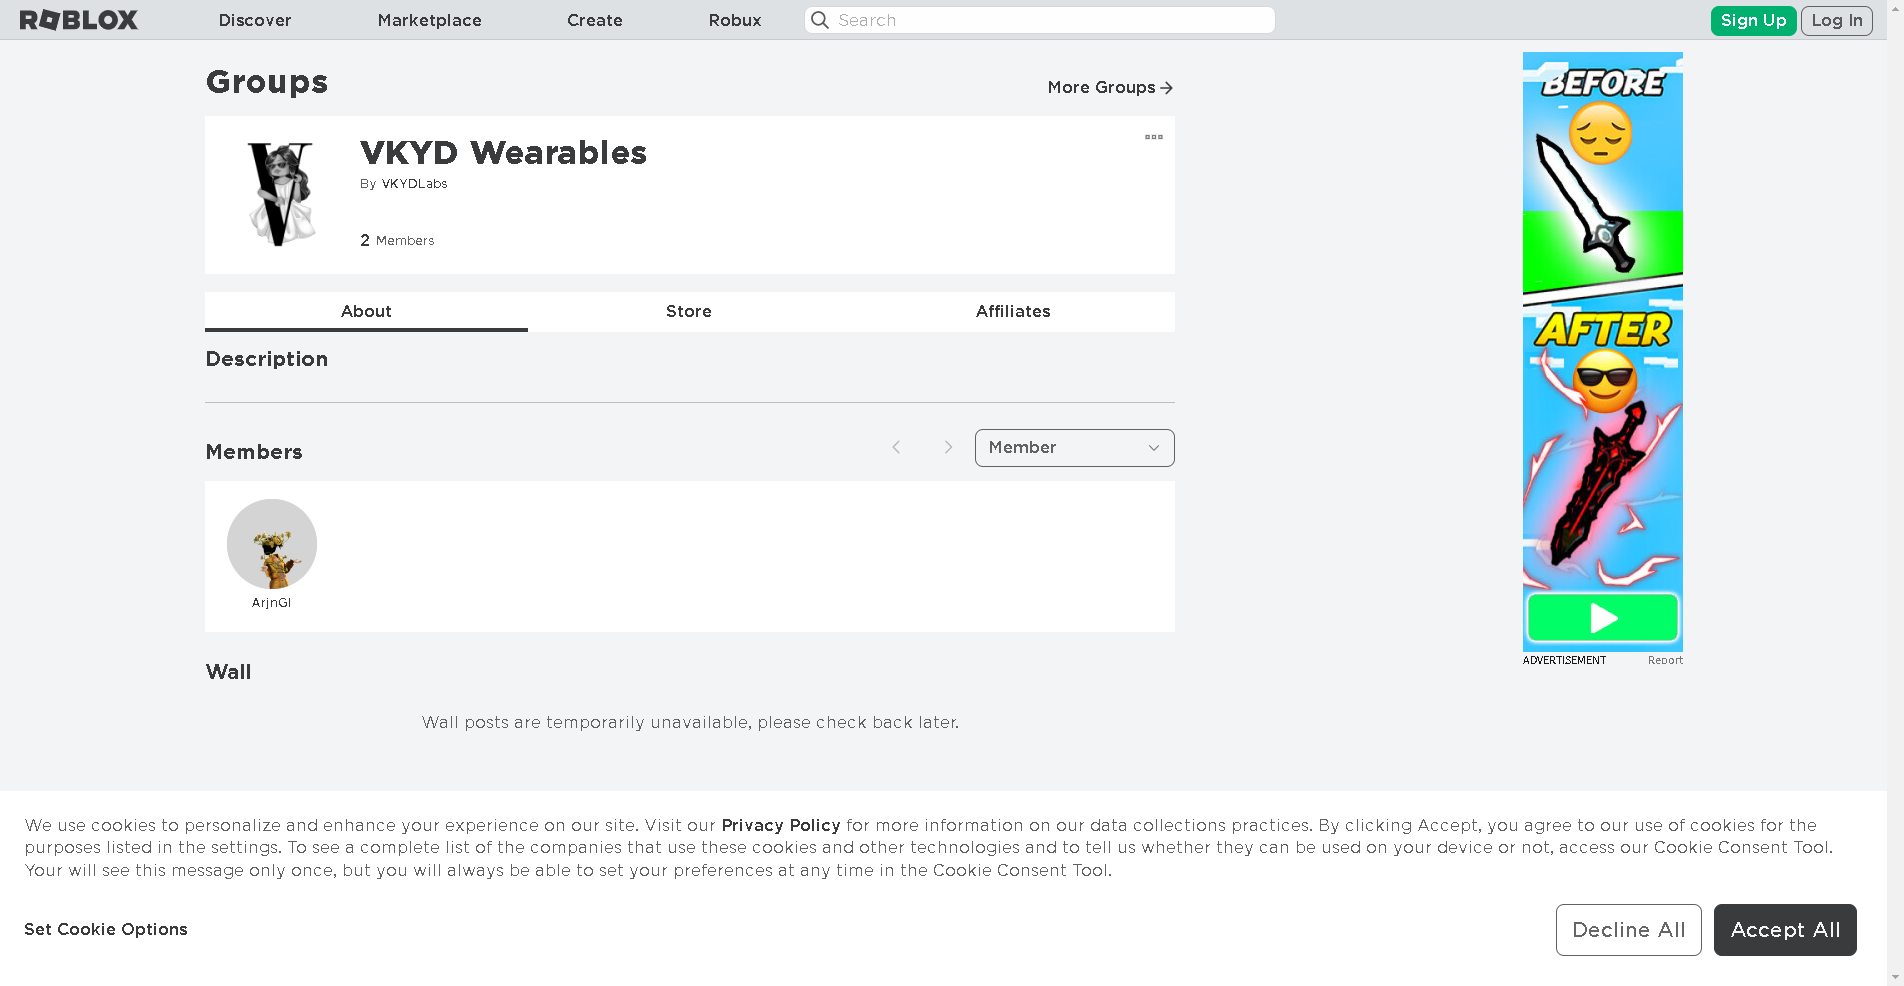 ROBLOX
Discover
Marketplace
Create
Robux
Search
Sign Up
Log In
Groups
More Groups
VKYD Wearables
By VKYDLabs
2 Members
About
Store
Affiliates
Description
Members
Member
ArjnGl
Wall
Wall posts are temporarily unavailable, please check back later.
BEFORE
AFTER
ADVERTISEMENT
Report
We use cookies to personalize and enhance your experience on our site. Visit our Privacy Policy for more information on our data collections practices. By clicking Accept, you agree to our use of cookies for the
purposes listed in the settings. To see a complete list of the companies that use these cookies and other technologies and to tell us whether they can be used on your device or not, access our Cookie Consent Tool.
Your will see this message only once, but you will always be able to set your preferences at any time in the Cookie Consent Tool.
Set Cookie Options
Decline All
Accept All